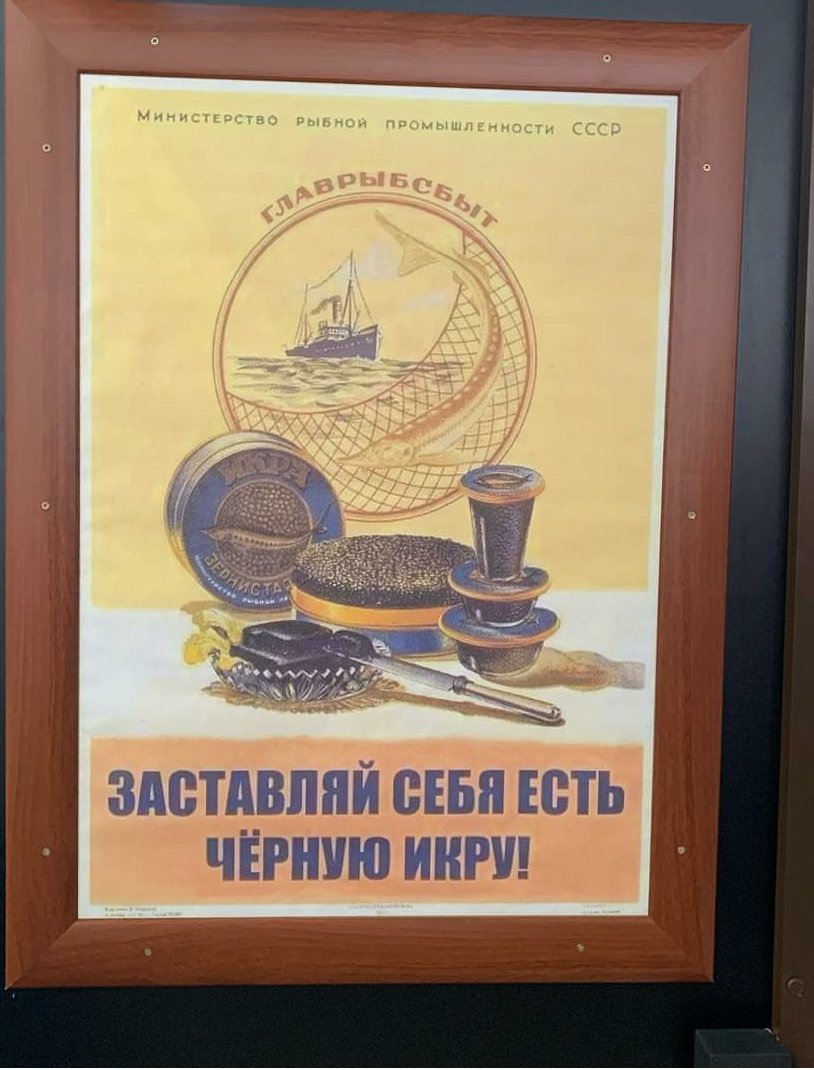 Министерство рыбной промышленности СССР
ГЛАВРЫБСБЫТ
ИКРА
ЗЕРНИСТАЯ
ЗАСТАВЛЯЙ СЕБЯ ЕСТЬ
ЧЁРНУЮ ИКРУ!